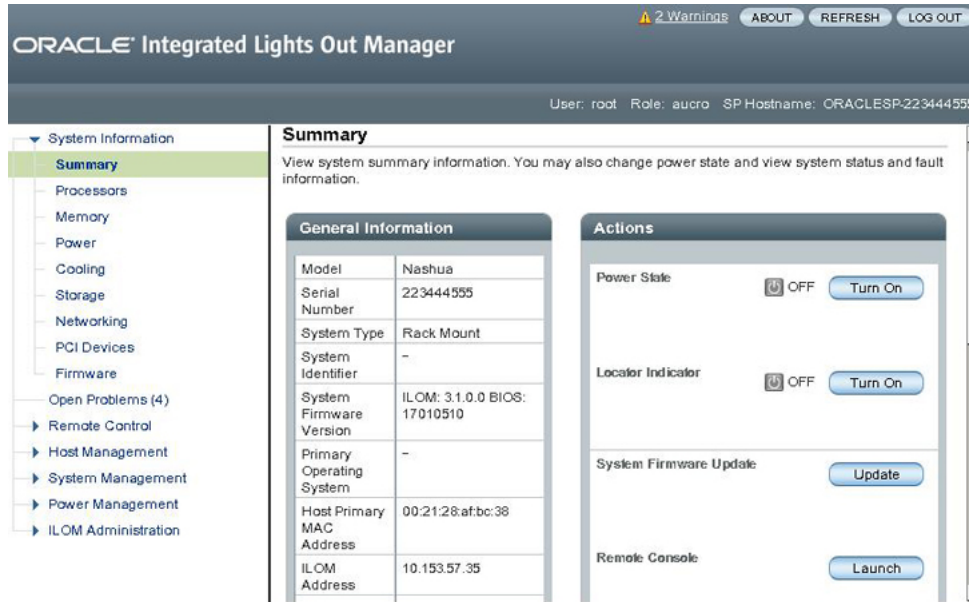 2 Warnings ABOUT REFRESH LOG OUT
ORACLE® Integrated Lights Out Manager
User: root Role: aucro SP Hostname: ORACLESP-223444555
System Information
Summary
Processors
Memory
Power
Cooling
Storage
Networking
PCI Devices
Firmware
Open Problems (4)
Remote Control
Host Management
System Management
Power Management
ILOM Administration
Summary
View system summary information. You may also change power state and view system status and fault
information.
General Information
Model Nashua
Serial 223444555
Number
System Type Rack Mount
System –
Identifier
System ILOM: 3.1.0.0 BIOS:
Firmware 17010510
Version
Primary –
Operating
System
Host Primary 00:21:28:af:bc:38
MAC
Address
ILOM 10.153.57.35
Address
Actions
Power State OFF Turn On
Locator Indicator OFF Turn On
System Firmware Update Update
Remote Console Launch